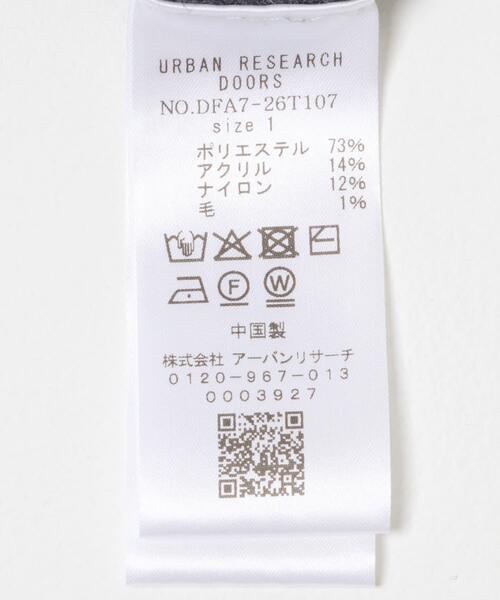 URBAN RESEARCH
DOORS
NO.DFA7-26T107
size 1
ポリエステル 73%
アクリル 14%
ナイロン 12%
毛 1%
F W
中国製
株式会社 アーバンリサーチ
0120-967-013
0003927